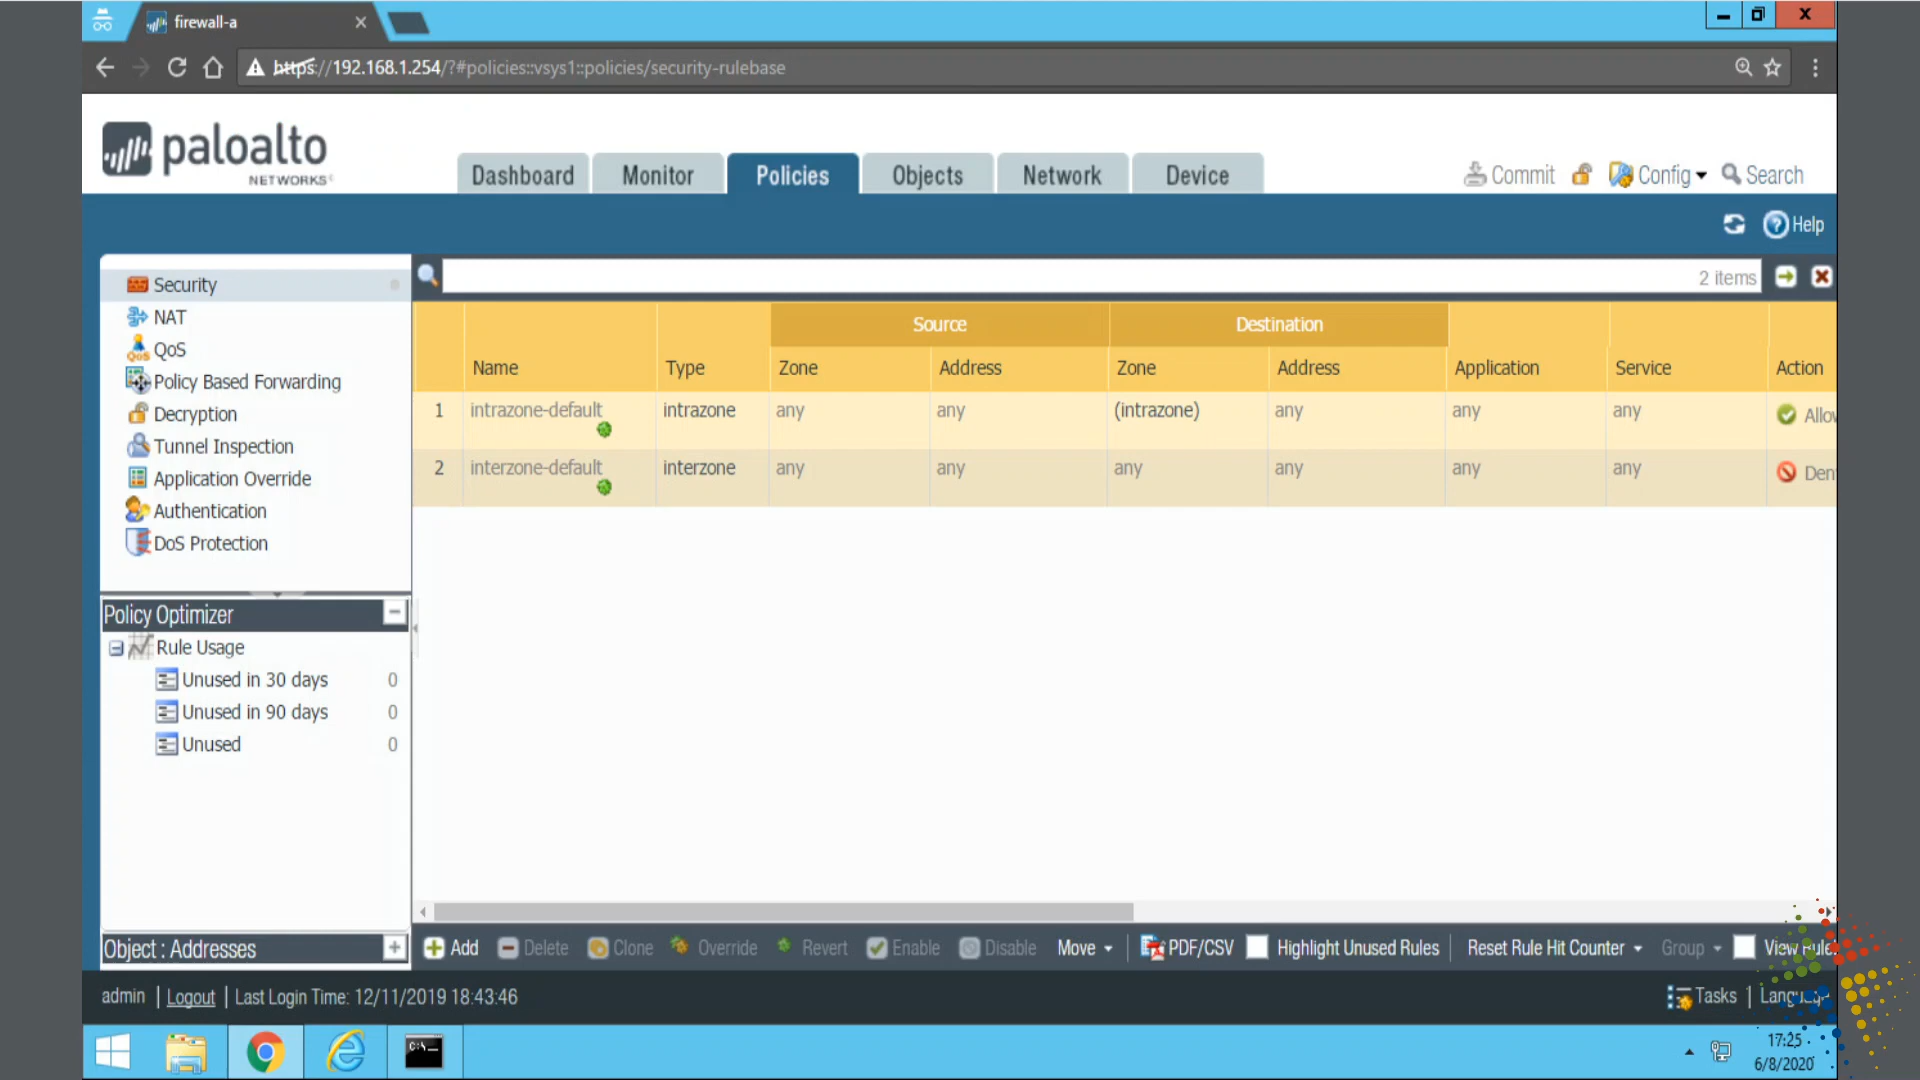 firewall-a
https://192.168.1.254/?#policies::vsys1::policies/security-rulebase
paloalto
NETWORKS
Dashboard
Monitor
Policies
Objects
Network
Device
Commit
Config
Search
Help
Security
NAT
QoS
Policy Based Forwarding
Decryption
Tunnel Inspection
Application Override
Authentication
DoS Protection
2 items
Source
Destination
Name Type Zone Address Zone Address Application Service Action
1 intrazone-default intrazone any any (intrazone) any any any Allow
2 interzone-default interzone any any any any any any Den
Policy Optimizer
Rule Usage
Unused in 30 days 0
Unused in 90 days 0
Unused 0
Object : Addresses
Add Delete Clone Override Revert Enable Disable Move PDF/CSV Highlight Unused Rules Reset Rule Hit Counter Group View Rule
admin | Logout | Last Login Time: 12/11/2019 18:43:46
Tasks | Language
C:\
17:25
6/8/2020